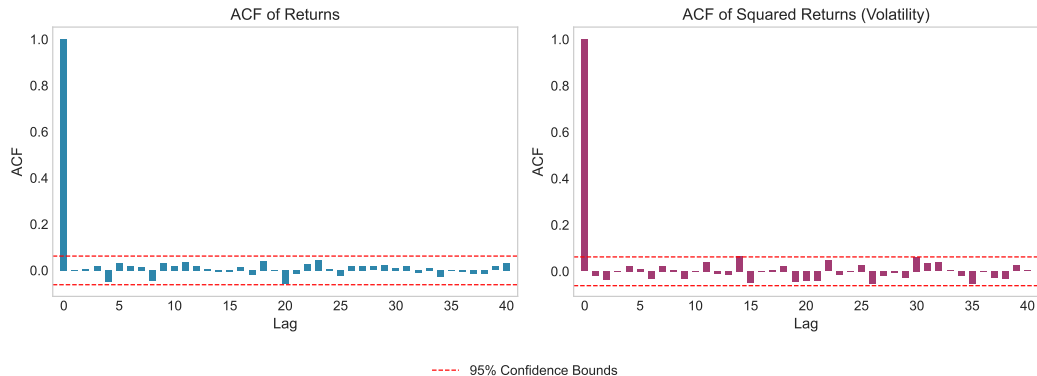 ACF of Returns
1.0
0.8
0.6
0.4
0.2
0.0
ACF
0 5 10 15 20 25 30 35 40
Lag
ACF of Squared Returns (Volatility)
1.0
0.8
0.6
0.4
0.2
0.0
ACF
0 5 10 15 20 25 30 35 40
Lag
95% Confidence Bounds